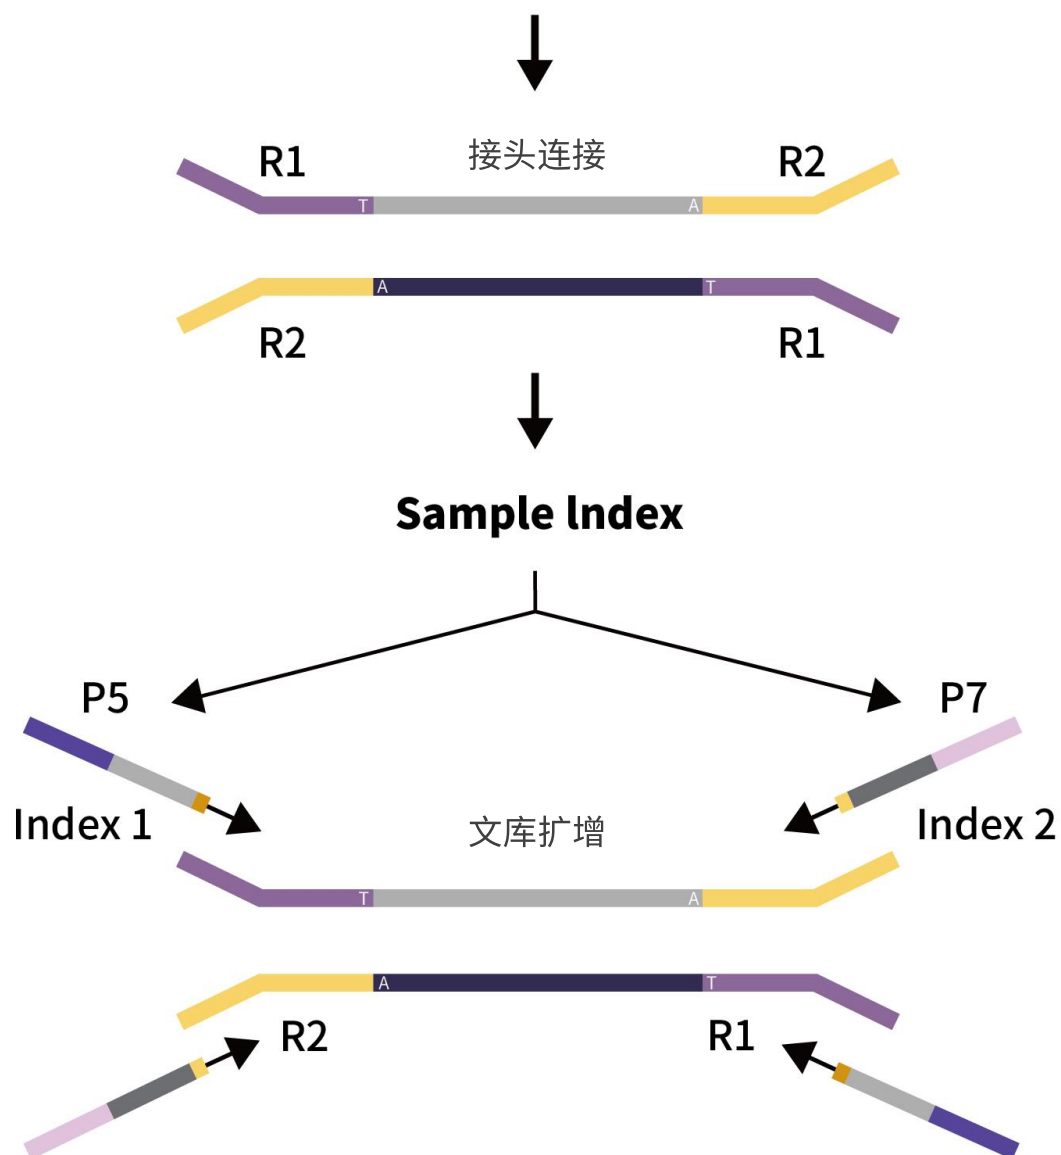 R1
接头连接
R2
T
A
A
T
R2
R1
Sample Index
P5
P7
Index 1
Index 2
文库扩增
T
A
A
T
R2
R1